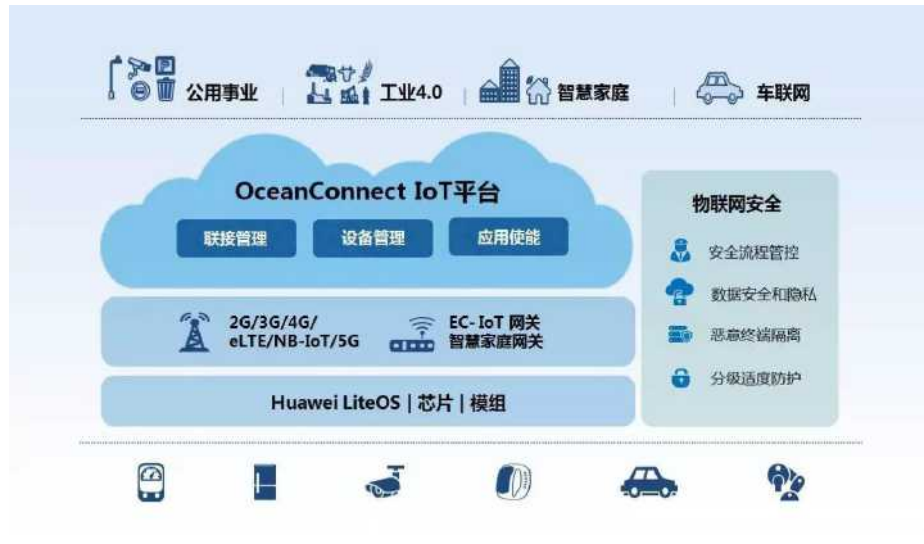 公用事业
工业4.0
智慧家庭
车联网
OceanConnect IoT平台
联接管理
设备管理
应用使能
2G/3G/4G/
eLTE/NB-IoT/5G
EC-IoT 网关
智慧家庭网关
Huawei LiteOS | 芯片 | 模组
物联网安全
安全流程管控
数据安全和隐私
恶意终端隔离
分级适度防护